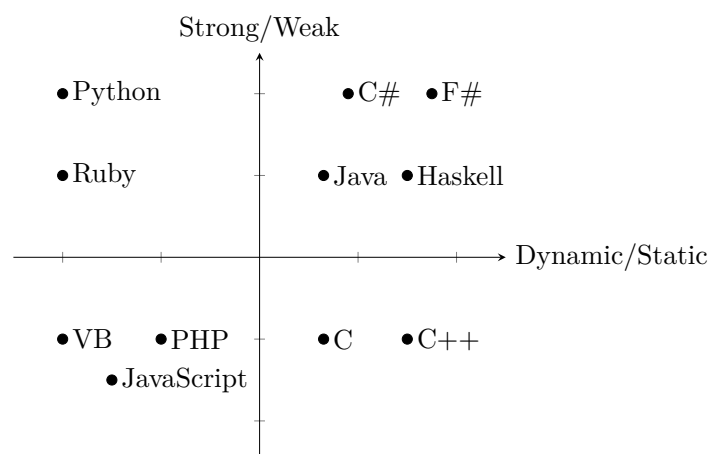 Strong/Weak
Python
C#
F#
Ruby
Java
Haskell
Dynamic/Static
VB
PHP
C
C++
JavaScript